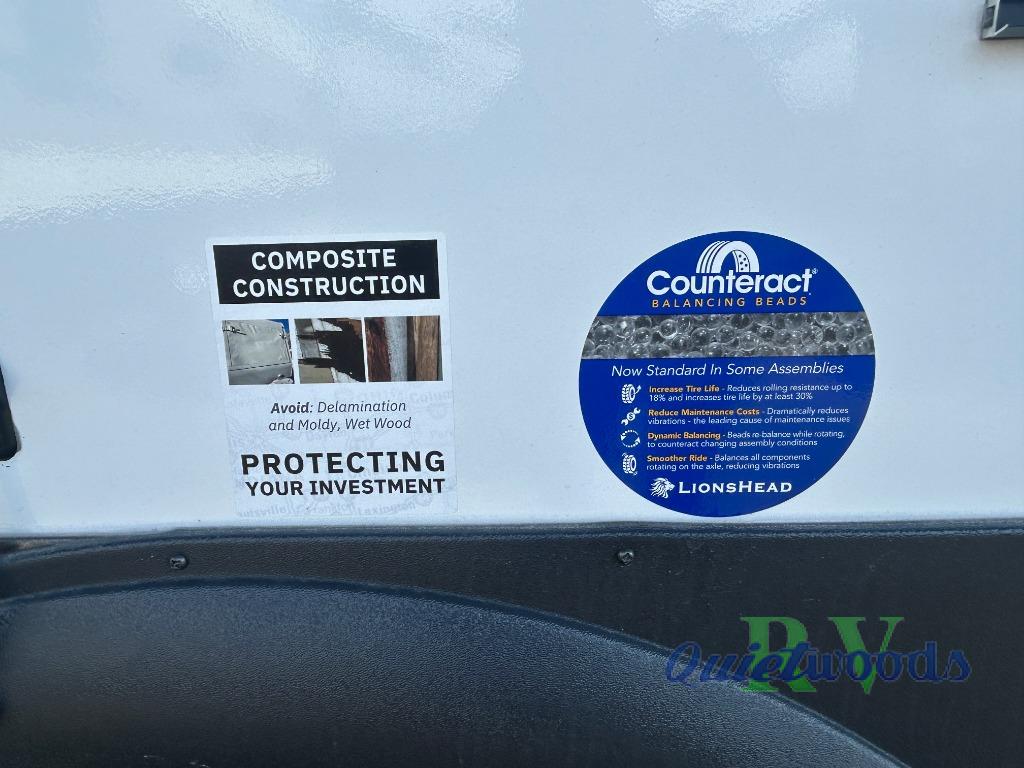 COMPOSITE
CONSTRUCTION
Avoid: Delamination
and Moldy, Wet Wood
PROTECTING
YOUR INVESTMENT
Counteract®
BALANCING BEADS
Now Standard In Some Assemblies
Increase Tire Life - Reduces rolling resistance up to
18% and increases tire life by at least 30%
Reduce Maintenance Costs - Dramatically reduces
vibrations - the leading cause of maintenance issues
Dynamic Balancing - Beads re-balance while rotating,
to counteract changing assembly conditions
Smoother Ride - Balances all components
rotating on the axle, reducing vibrations
LIONSHEAD
Quietwoods RV